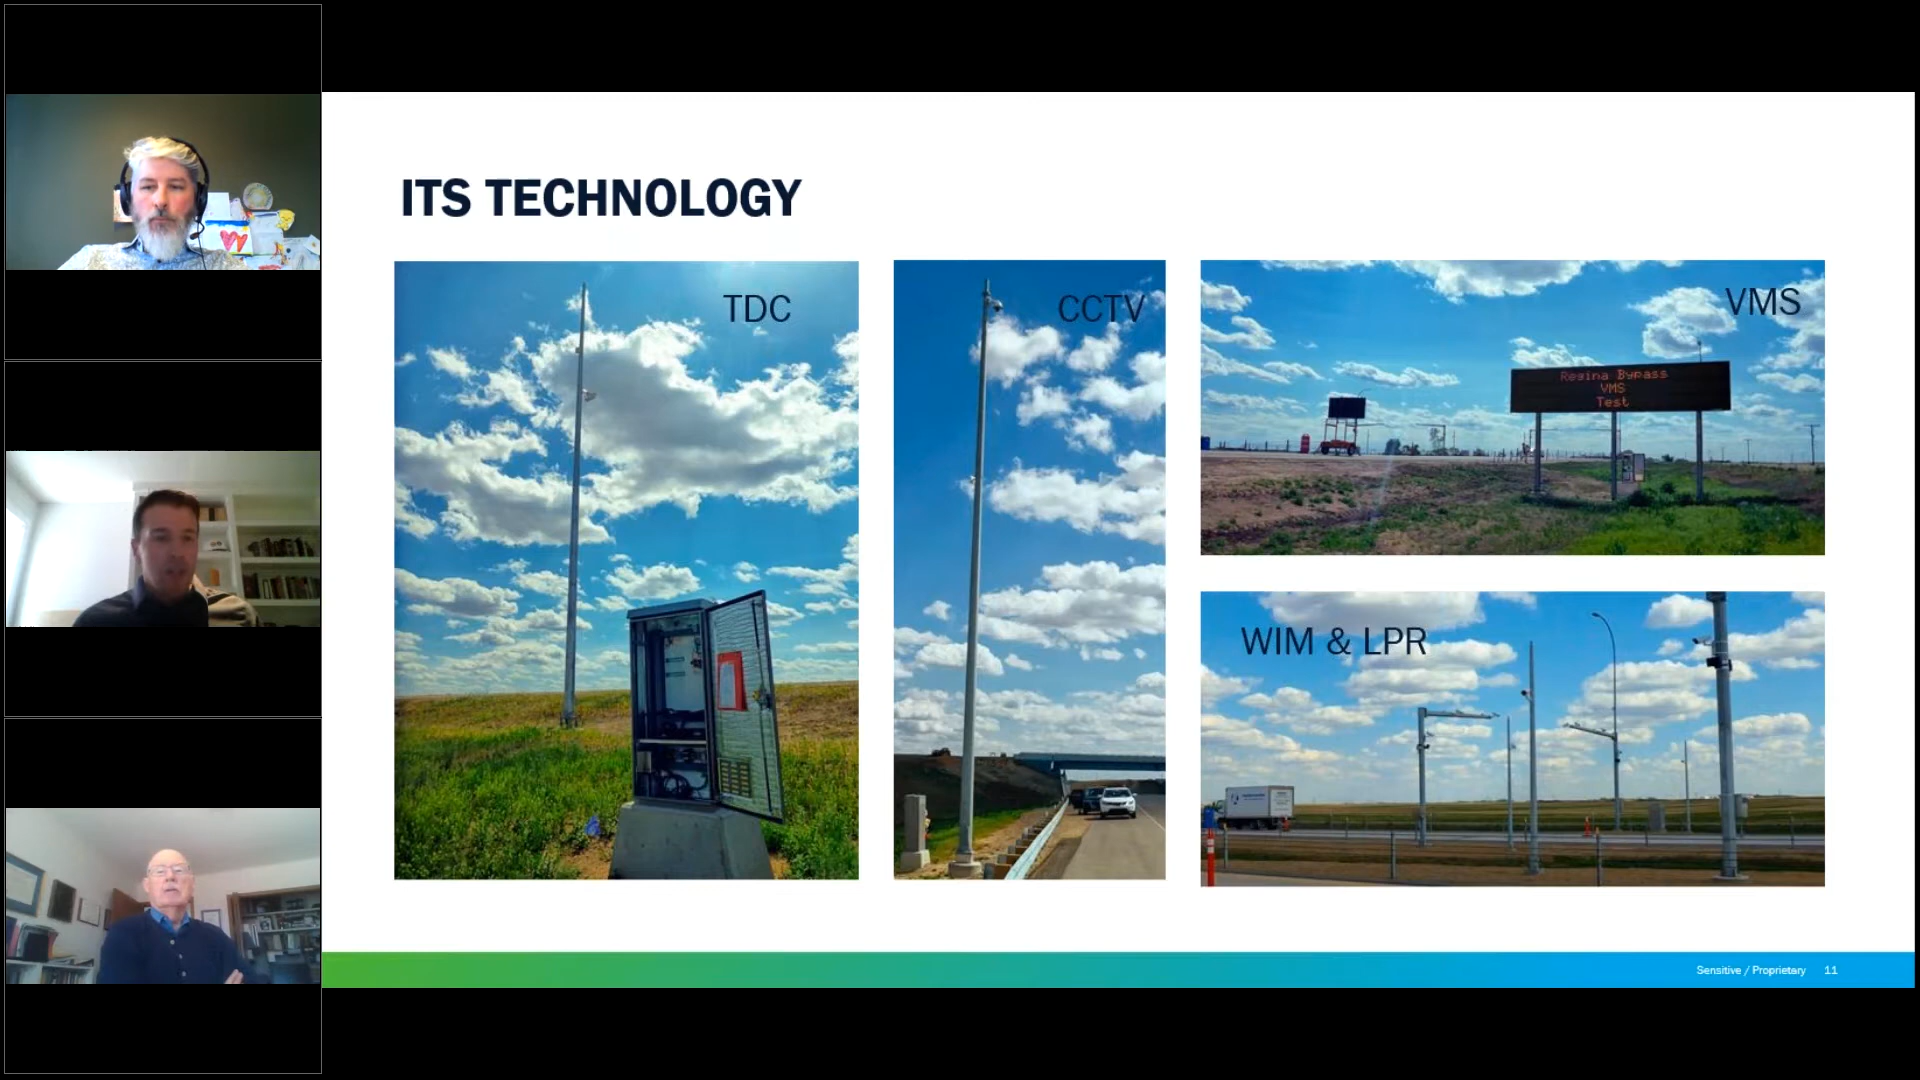 ITS TECHNOLOGY
TDC
CCTV
VMS
Regina Bypass
VMS
Test
WIM & LPR
Sensitive / Proprietary 11